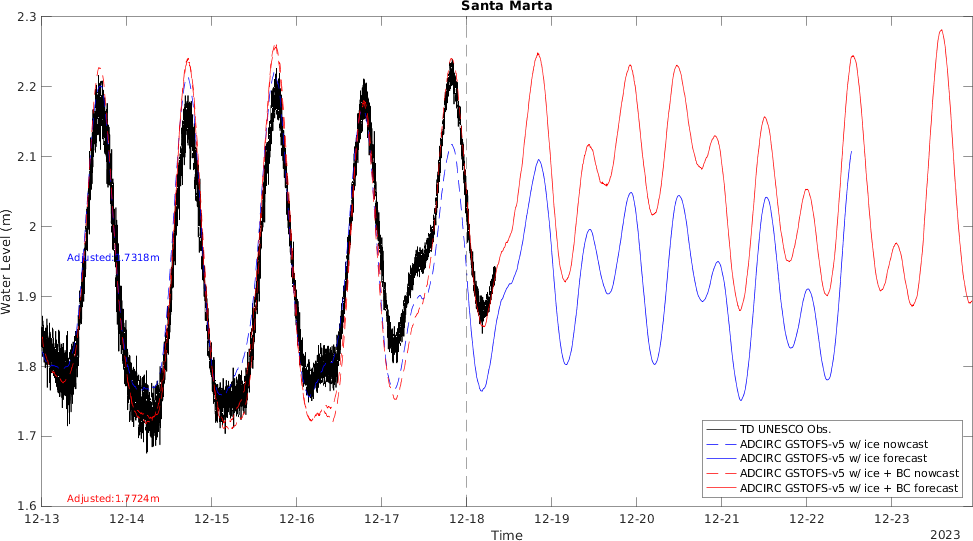 Santa Marta
2.3
2.2
2.1
2
1.9
1.8
1.7
1.6
Water Level (m)
Adjusted:1.7318m
Adjusted:1.7724m
TD UNESCO Obs.
ADCIRC GSTOFS-v5 w/ ice nowcast
ADCIRC GSTOFS-v5 w/ ice forecast
ADCIRC GSTOFS-v5 w/ ice + BC nowcast
ADCIRC GSTOFS-v5 w/ ice + BC forecast
12-13 12-14 12-15 12-16 12-17 12-18 12-19 12-20 12-21 12-22 12-23
Time
2023